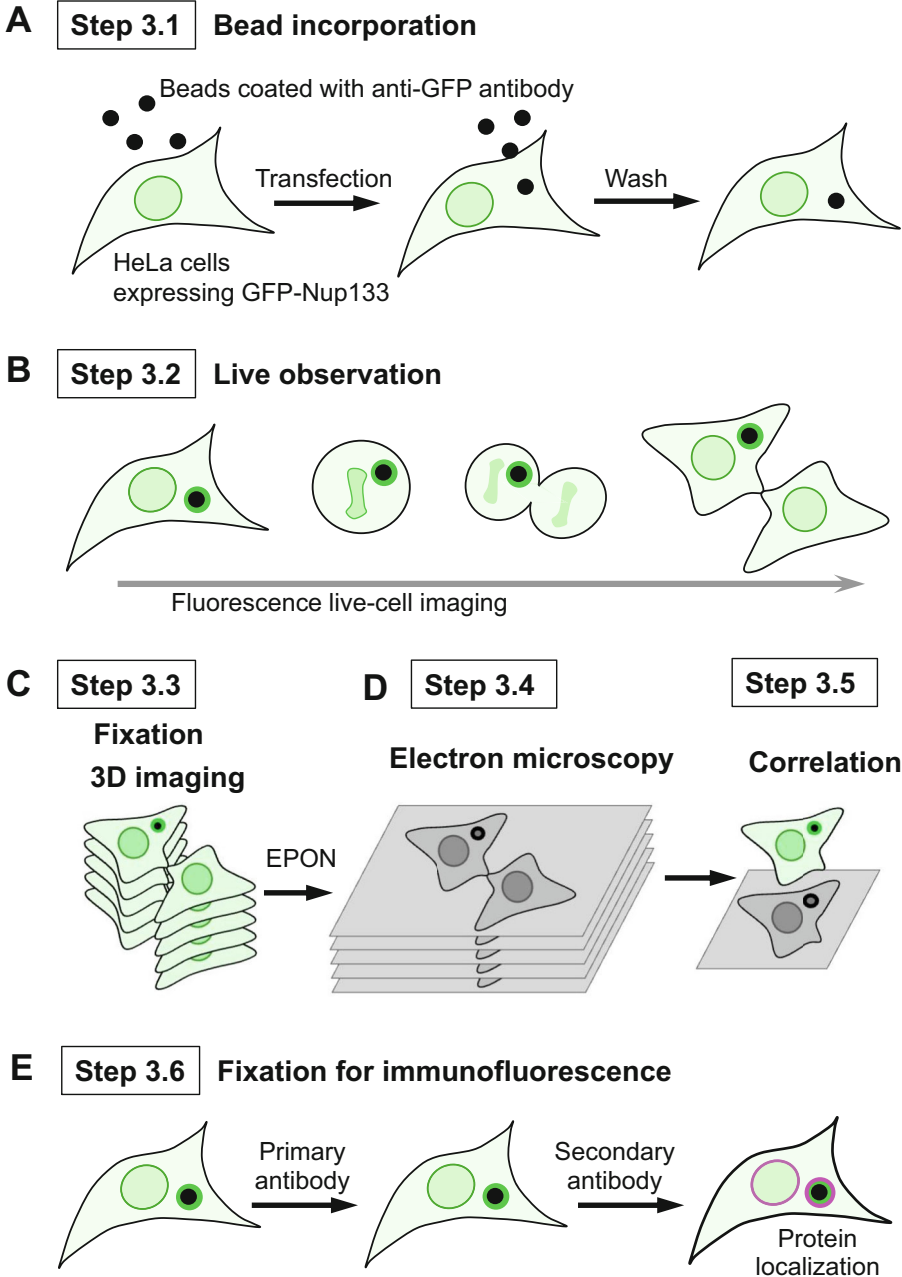 A Step 3.1 Bead incorporation
Beads coated with anti-GFP antibody
Transfection
Wash
HeLa cells
expressing GFP-Nup133
B Step 3.2 Live observation
Fluorescence live-cell imaging
C Step 3.3
Fixation
3D imaging
EPON
D Step 3.4
Electron microscopy
Step 3.5
Correlation
E Step 3.6 Fixation for immunofluorescence
Primary
antibody
Secondary
antibody
Protein
localization